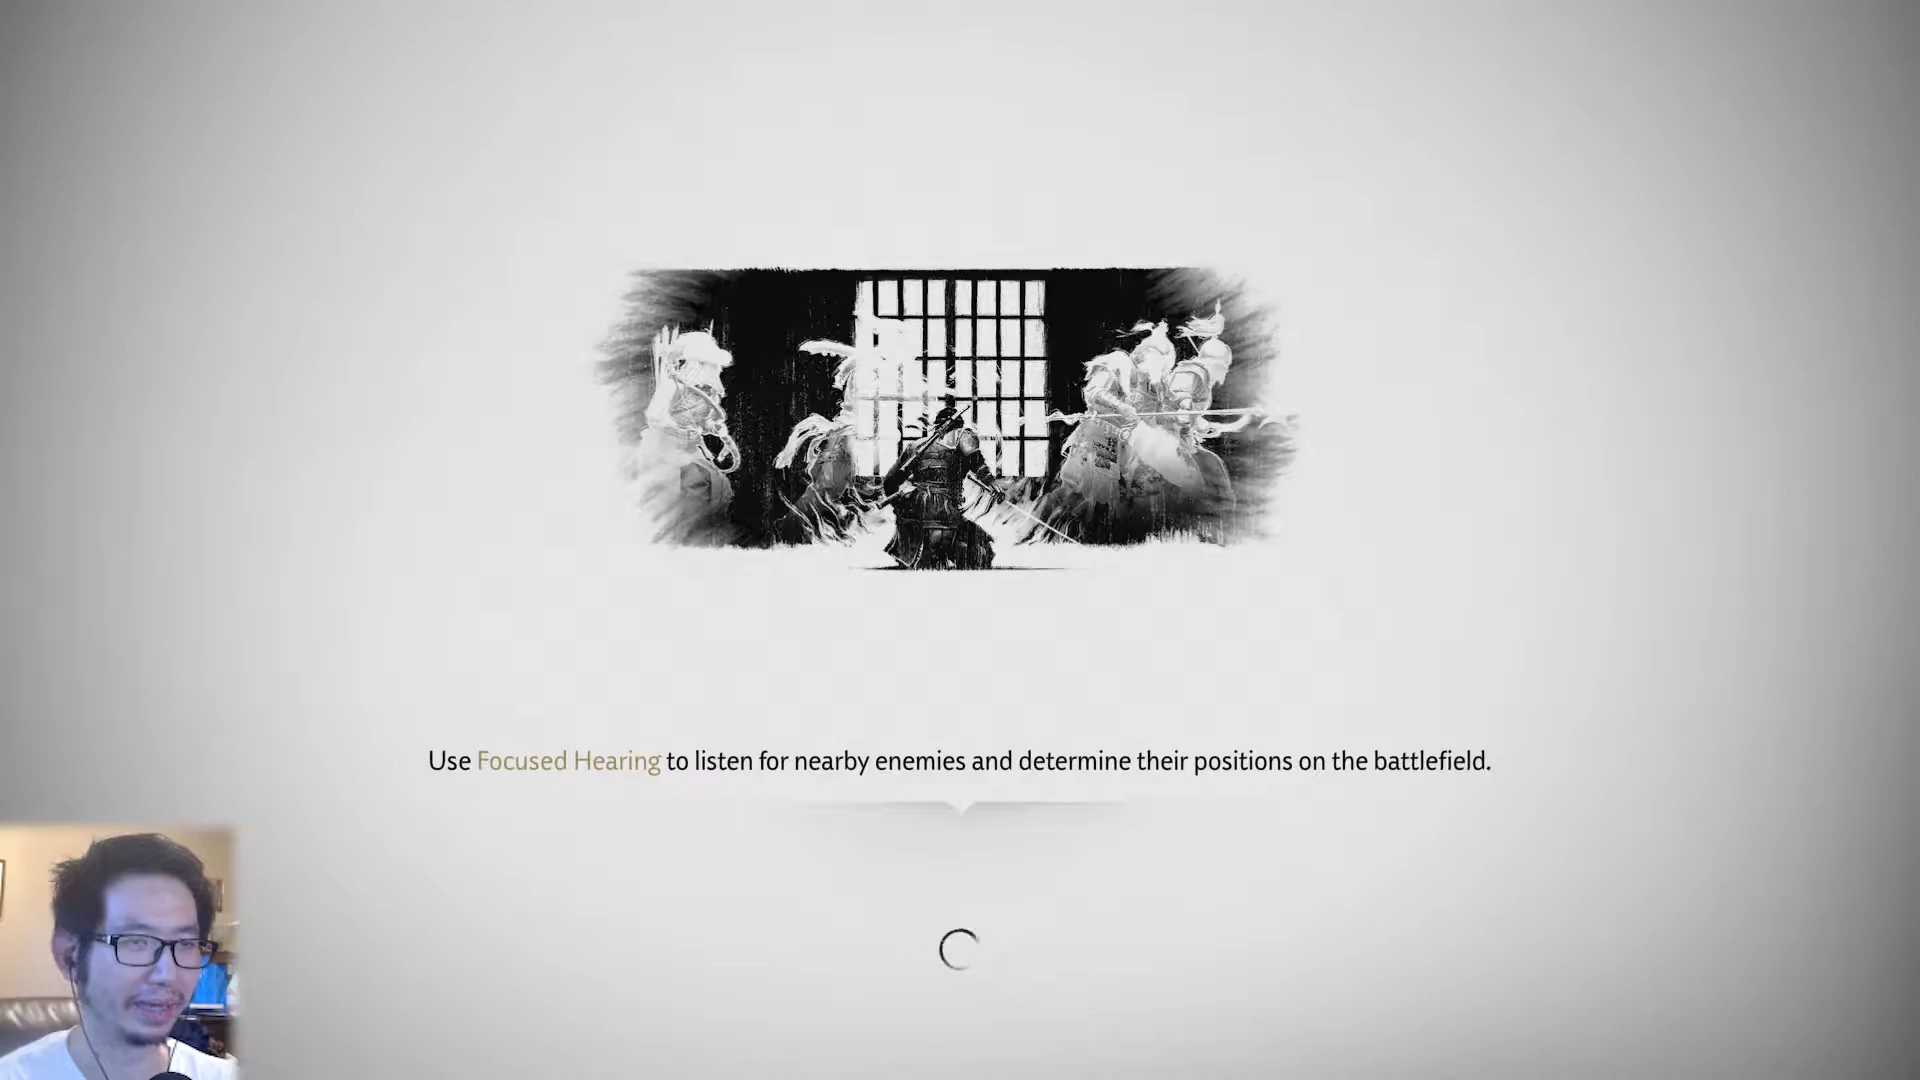 Use Focused Hearing to listen for nearby enemies and determine their positions on the battlefield.